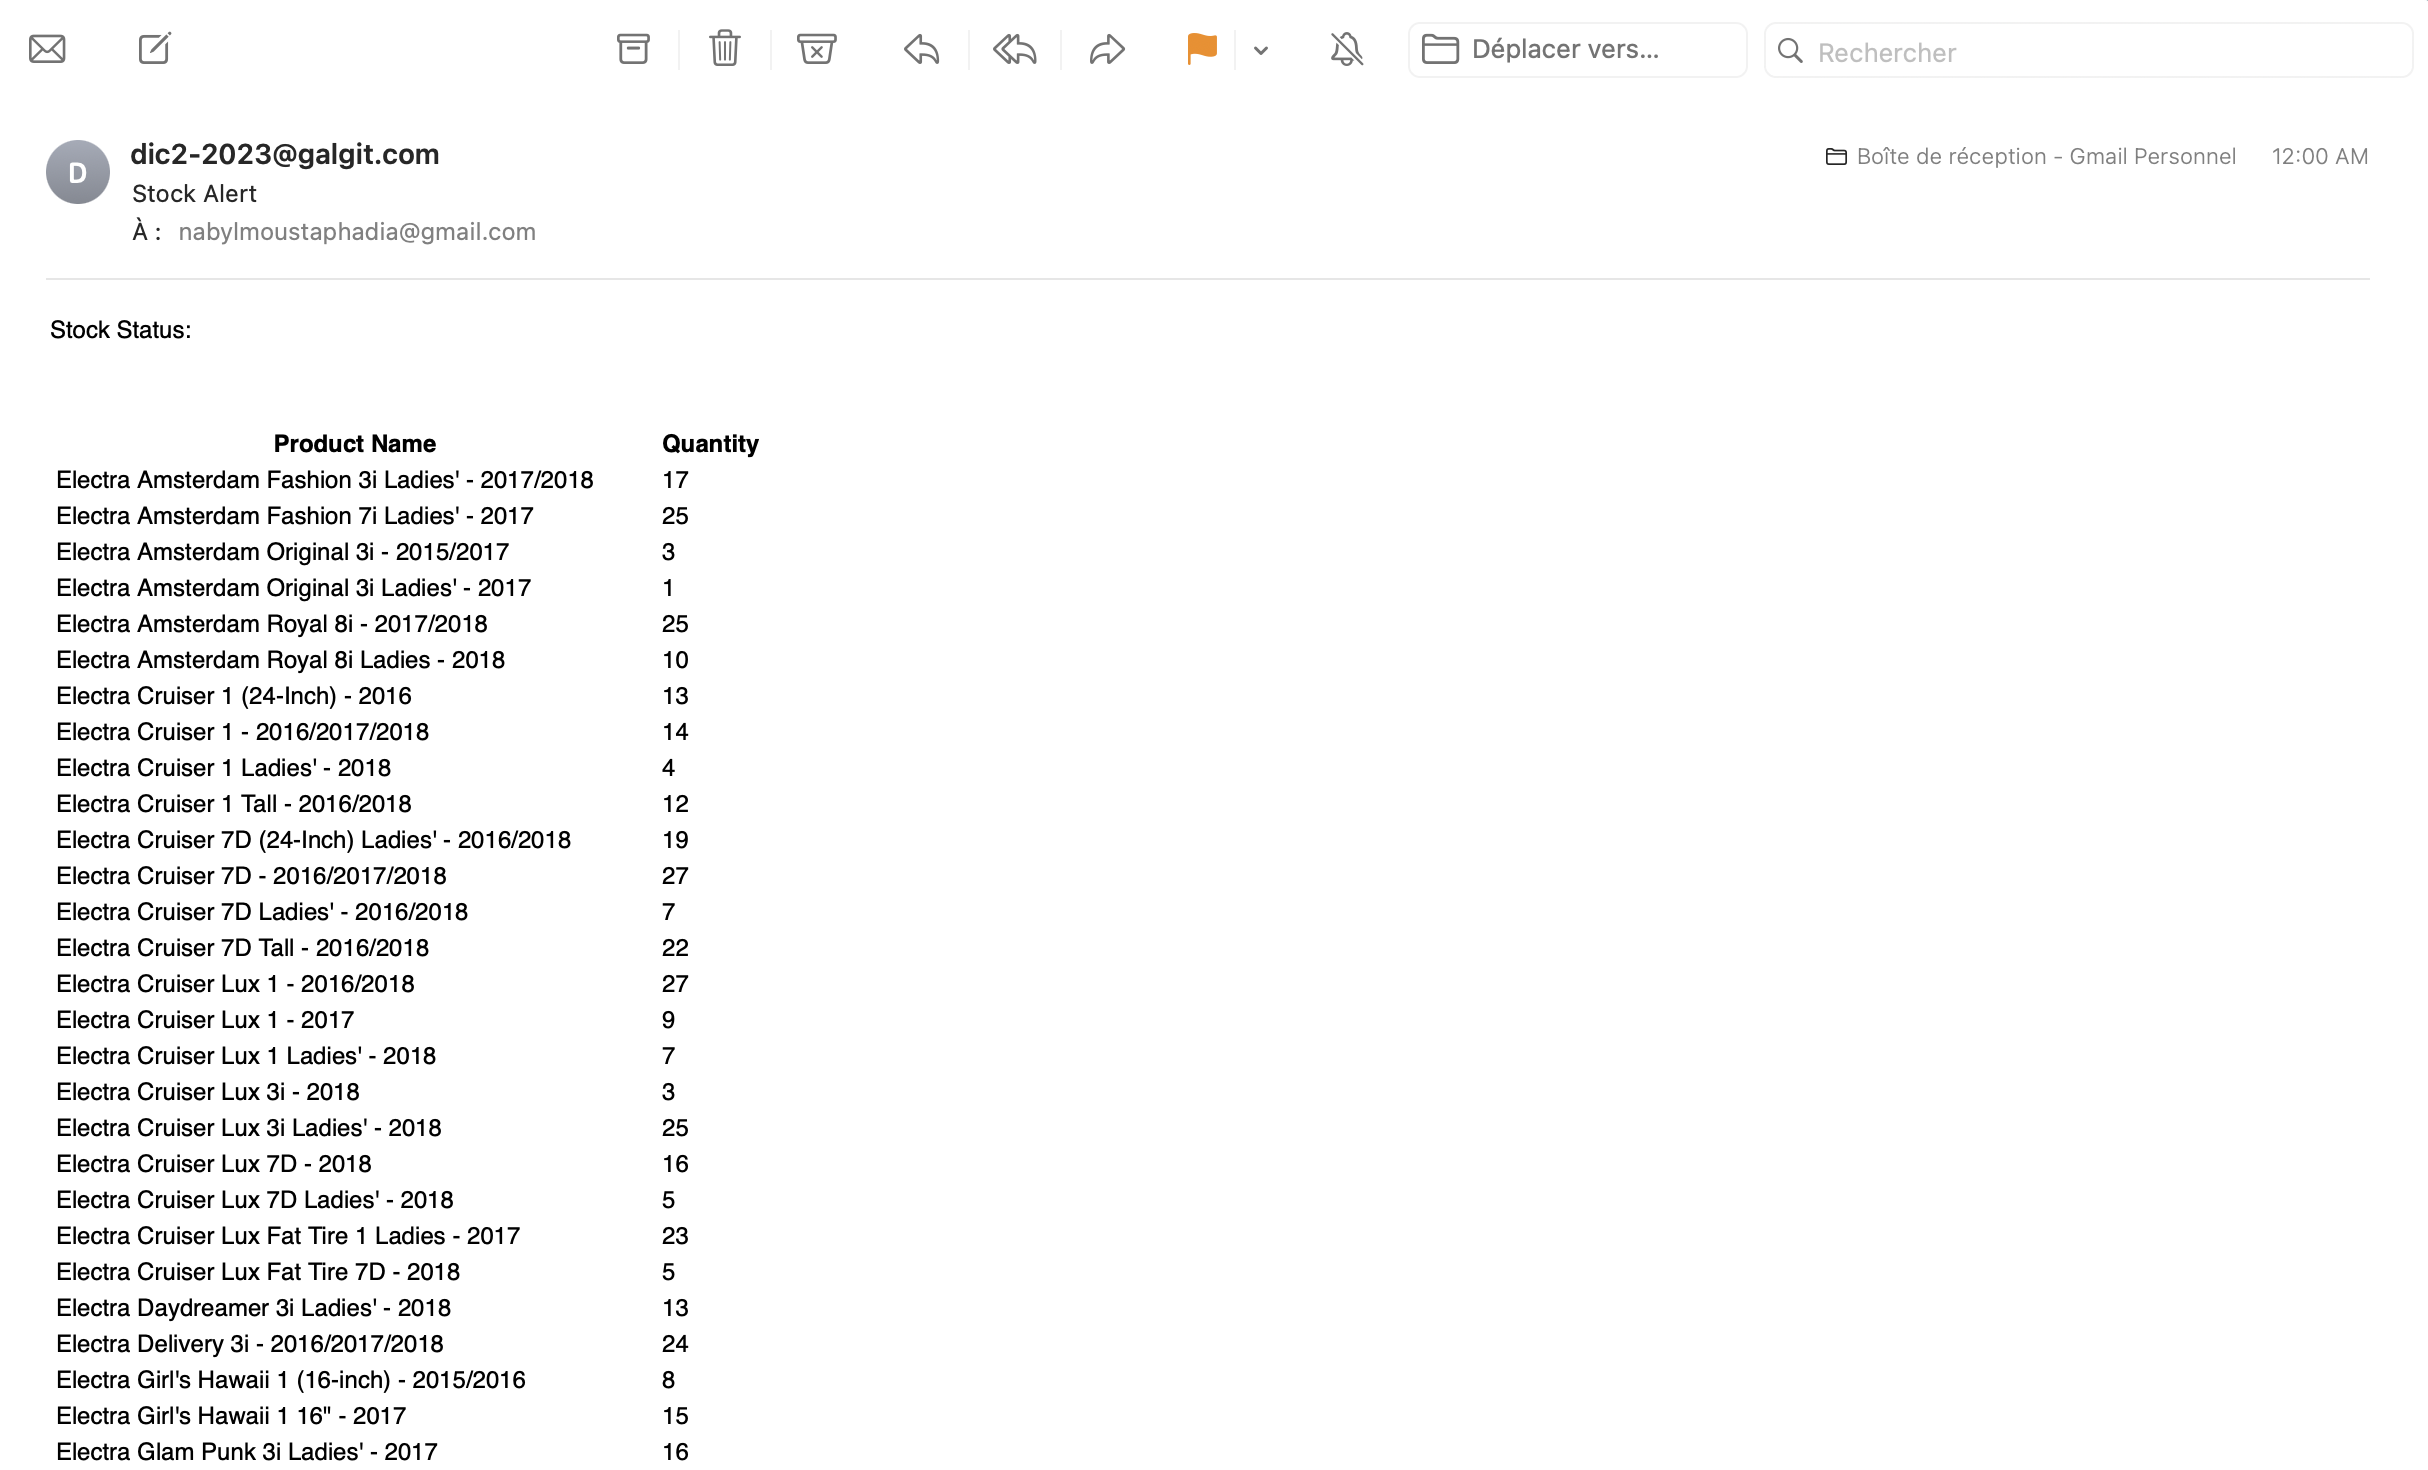 Déplacer vers...
Rechercher
D
dic2-2023@galgit.com
Boîte de réception - Gmail Personnel
12:00 AM
Stock Alert
À : nabylmoustaphadia@gmail.com
Stock Status:
Product Name Quantity
Electra Amsterdam Fashion 3i Ladies' - 2017/2018 17
Electra Amsterdam Fashion 7i Ladies' - 2017 25
Electra Amsterdam Original 3i - 2015/2017 3
Electra Amsterdam Original 3i Ladies' - 2017 1
Electra Amsterdam Royal 8i - 2017/2018 25
Electra Amsterdam Royal 8i Ladies - 2018 10
Electra Cruiser 1 (24-Inch) - 2016 13
Electra Cruiser 1 - 2016/2017/2018 14
Electra Cruiser 1 Ladies' - 2018 4
Electra Cruiser 1 Tall - 2016/2018 12
Electra Cruiser 7D (24-Inch) Ladies' - 2016/2018 19
Electra Cruiser 7D - 2016/2017/2018 27
Electra Cruiser 7D Ladies' - 2016/2018 7
Electra Cruiser 7D Tall - 2016/2018 22
Electra Cruiser Lux 1 - 2016/2018 27
Electra Cruiser Lux 1 - 2017 9
Electra Cruiser Lux 1 Ladies' - 2018 7
Electra Cruiser Lux 3i - 2018 3
Electra Cruiser Lux 3i Ladies' - 2018 25
Electra Cruiser Lux 7D - 2018 16
Electra Cruiser Lux 7D Ladies' - 2018 5
Electra Cruiser Lux Fat Tire 1 Ladies - 2017 23
Electra Cruiser Lux Fat Tire 7D - 2018 5
Electra Daydreamer 3i Ladies' - 2018 13
Electra Delivery 3i - 2016/2017/2018 24
Electra Girl's Hawaii 1 (16-inch) - 2015/2016 8
Electra Girl's Hawaii 1 16" - 2017 15
Electra Glam Punk 3i Ladies' - 2017 16